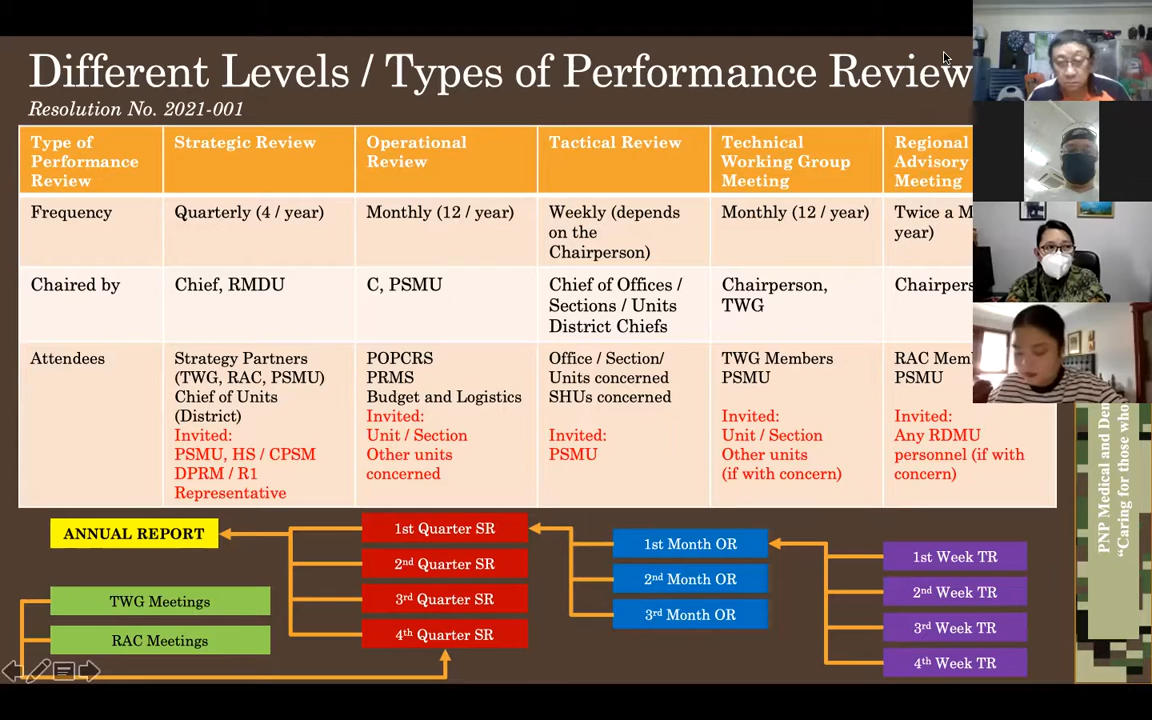 Different Levels / Types of Performance Review
Resolution No. 2021-001
Type of
Performance
Review
Strategic Review
Operational
Review
Tactical Review
Technical
Working Group
Meeting
Regional
Advisory
Meeting
Frequency
Quarterly (4 / year)
Monthly (12 / year)
Weekly (depends
on the
Chairperson)
Monthly (12 / year)
Twice a
year)
Chaired by
Chief, RMDU
C, PSMU
Chief of Offices /
Sections / Units
District Chiefs
Chairperson,
TWG
Attendees
Strategy Partners
(TWG, RAC, PSMU)
Chief of Units
(District)
Invited:
PSMU, HS / CPSM
DPRM / R1
Representative
POPCRS
PRMS
Budget and Logistics
Invited:
Unit / Section
Other units
concerned
Office / Section/
Units concerned
SHUs concerned
Invited:
PSMU
TWG Members
PSMU
Invited:
Unit / Section
Other units
(if with concern)
RAC
PSMU
Invited:
Any RDMU
personnel (if with
concern)
ANNUAL REPORT
TWG Meetings
RAC Meetings
1st Quarter SR
2nd Quarter SR
3rd Quarter SR
4th Quarter SR
1st Month OR
2nd Month OR
3rd Month OR
1st Week TR
2nd Week TR
3rd Week TR
4th Week TR
PNP Medical and
"Caring for those who